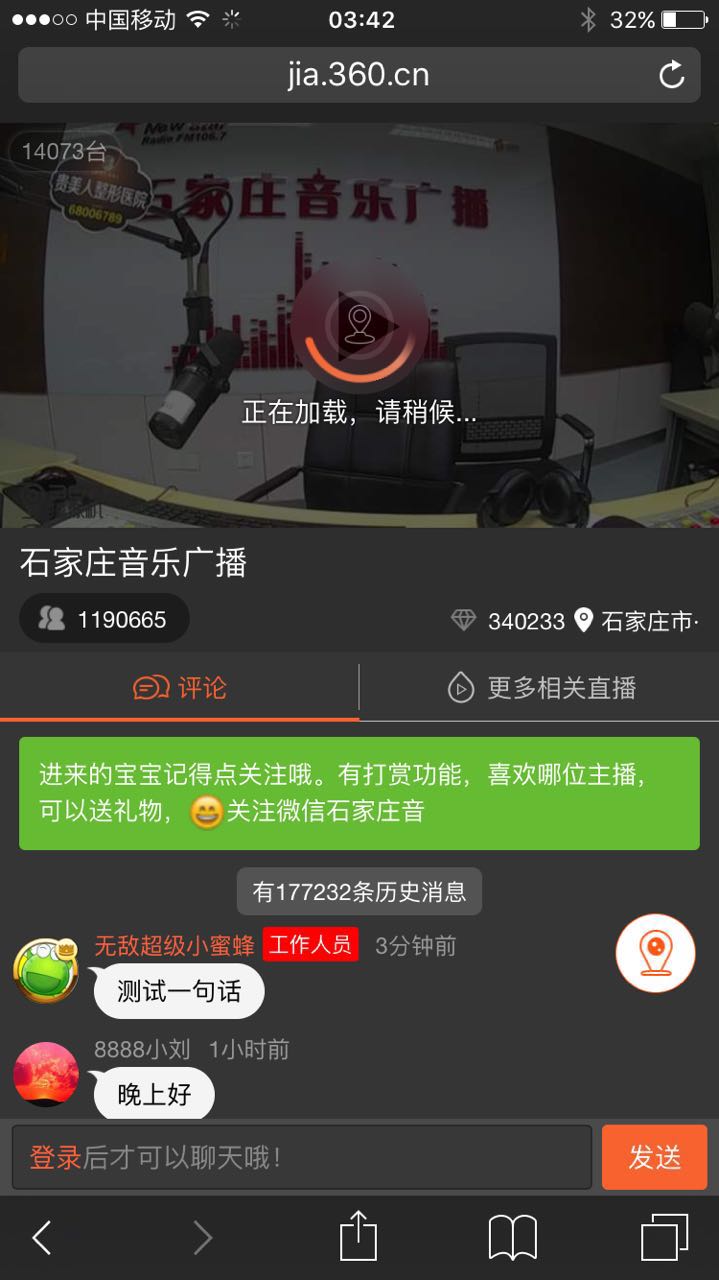 中国移动
03:42
32%
jia.360.cn
14073台
New Star
Radio FM106.7
贵美人整形医院
68006789
石家庄音乐广播
正在加载，请稍候...
石家庄音乐广播
1190665
340233
石家庄市·
评论
更多相关直播
进来的宝宝记得点关注哦。有打赏功能，喜欢哪位主播，
可以送礼物，😄关注微信石家庄音
有177232条历史消息
无敌超级小蜜蜂 工作人员 3分钟前
测试一句话
8888小刘 1小时前
晚上好
登录后才可以聊天哦！
发送